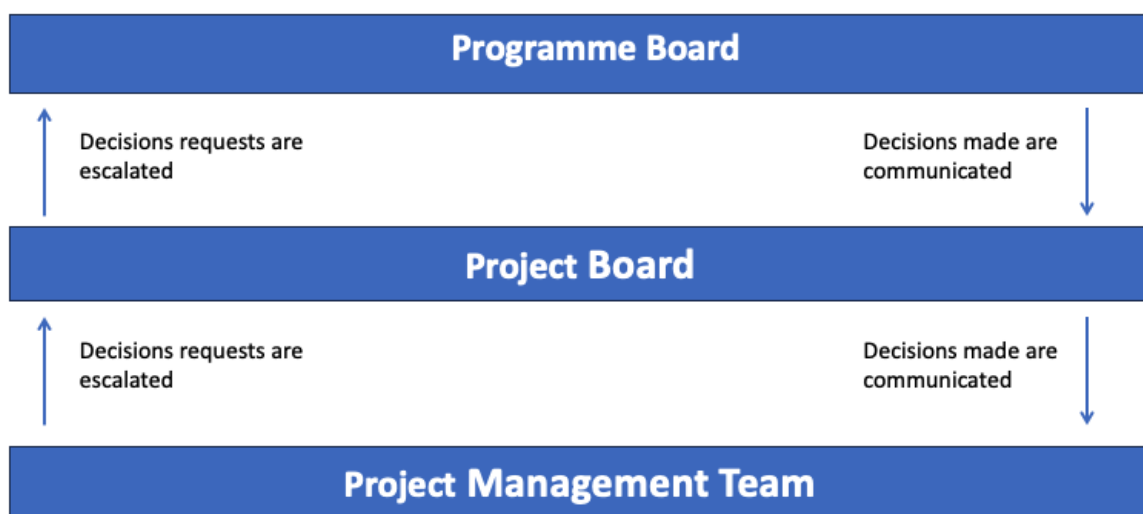 Programme Board
Decisions requests are
escalated
Decisions made are
communicated
Project Board
Decisions requests are
escalated
Decisions made are
communicated
Project Management Team